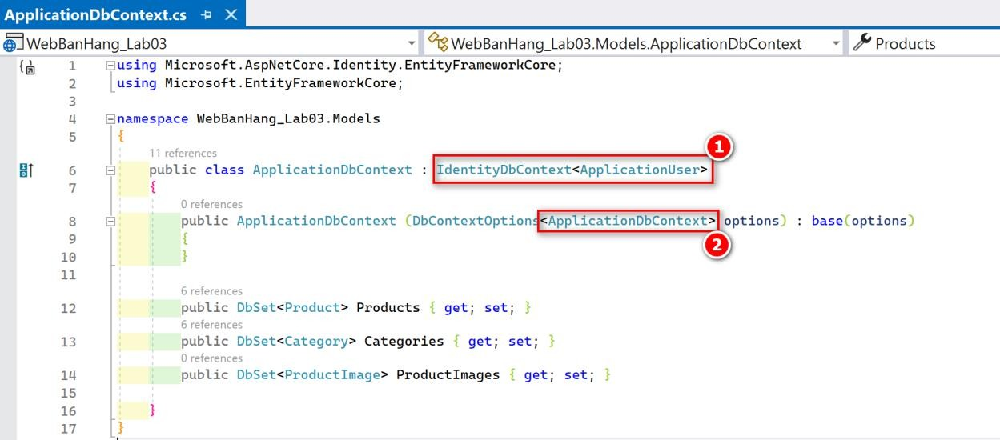 ApplicationDbContext.cs
WebBanHang_Lab03 WebBanHang_Lab03.Models.ApplicationDbContext Products
1 using Microsoft.AspNetCore.Identity.EntityFrameworkCore;
2 using Microsoft.EntityFrameworkCore;
3
4 namespace WebBanHang_Lab03.Models
5 {
11 references
1
6 public class ApplicationDbContext : IdentityDbContext<ApplicationUser>
7 {
0 references
8 public ApplicationDbContext (DbContextOptions<ApplicationDbContext> options) : base(options)
9 {
2
10 }
11
6 references
12 public DbSet<Product> Products { get; set; }
6 references
13 public DbSet<Category> Categories { get; set; }
0 references
14 public DbSet<ProductImage> ProductImages { get; set; }
15
16 }
17 }